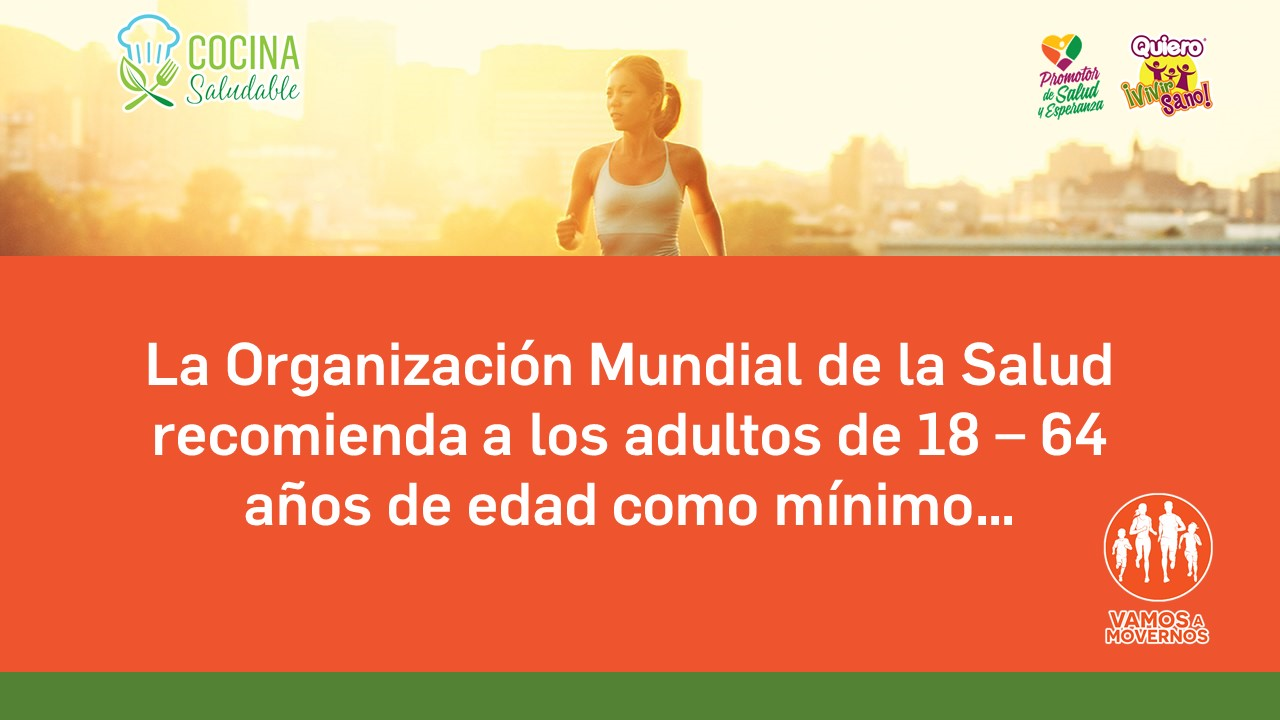 COCINA
Saludable
Promotor
de Salud
y Esperanza
Quiero
¡Vivir
Sano!
La Organización Mundial de la Salud
recomienda a los adultos de 18 – 64
años de edad como mínimo...
VAMOS A
MOVERNOS